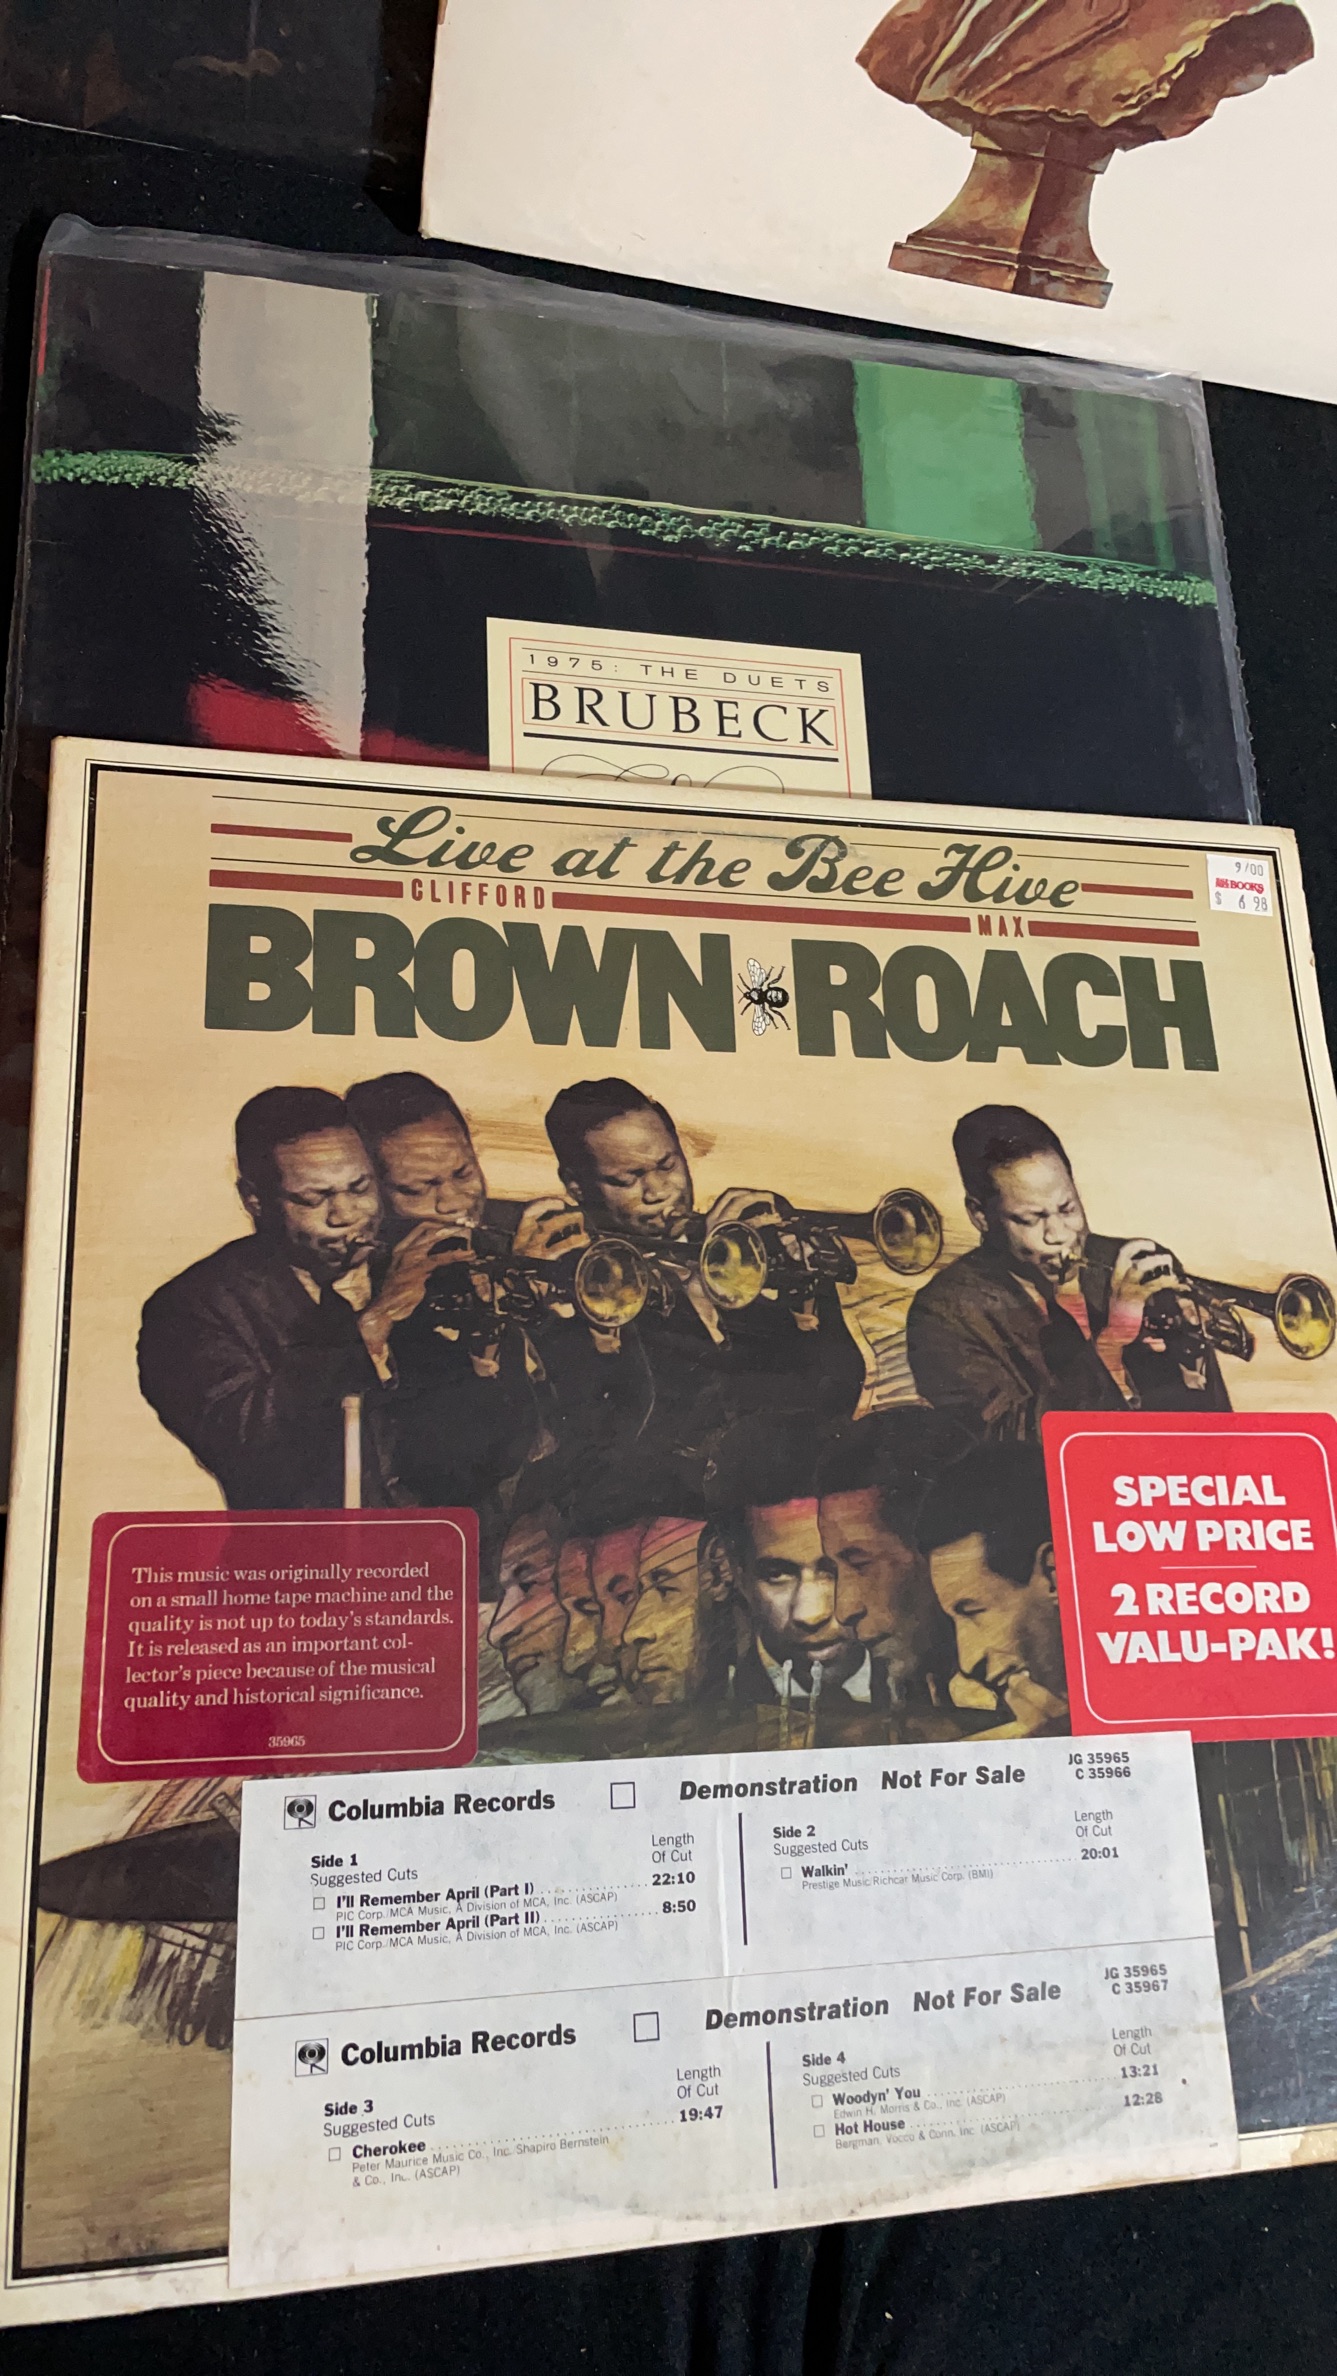 1975: THE DUETS
BRUBECK
Live at the Bee Hive
CLIFFORD
MAX
BROWN ROACH
9/00
BOOKS
$ 6 98
SPECIAL
LOW PRICE
2 RECORD
VALU-PAK!
This music was originally recorded
on a small home tape machine and the
quality is not up to today's standards.
It is released as an important col-
lector's piece because of the musical
quality and historical significance.
35965
Columbia Records
Demonstration Not For Sale
JG 35965
C 35966
Side 1
Suggested Cuts
Length
Of Cut
I'll Remember April (Part I) 22:10
PIC Corp./MCA Music, A Division of MCA, Inc. (ASCAP)
I'll Remember April (Part II) 8:50
PIC Corp./MCA Music, A Division of MCA, Inc. (ASCAP)
Side 2
Suggested Cuts
Length
Of Cut
Walkin' 20:01
Prestige Music/Richcar Music Corp. (BMI)
Columbia Records
Demonstration Not For Sale
JG 35965
C 35967
Side 3
Suggested Cuts
Length
Of Cut
Cherokee 19:47
Peter Maurice Music Co., Inc. Shapiro Bernstein
& Co., Inc. (ASCAP)
Side 4
Suggested Cuts
Length
Of Cut
Woodyn' You 13:21
Edwin H. Morris & Co., Inc. (ASCAP)
Hot House 12:28
Bergman, Vocco & Conn, Inc. (ASCAP)